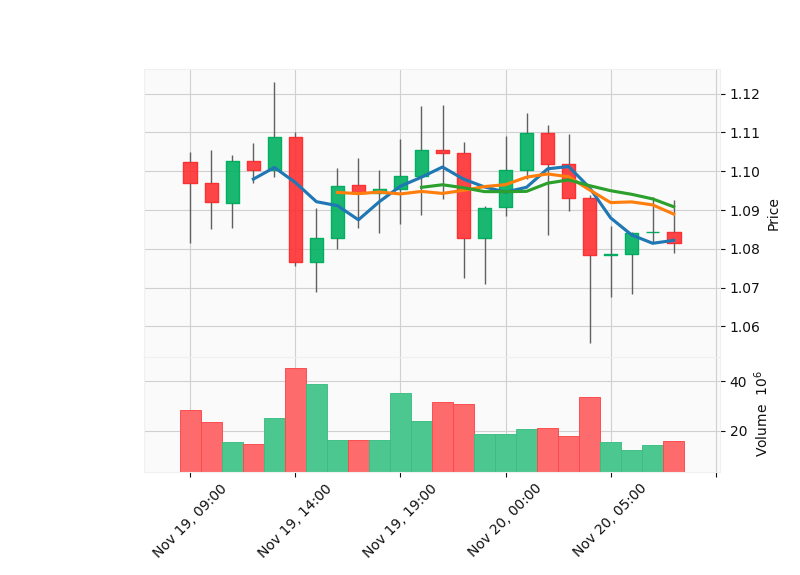 1.12
1.11
1.10
1.09
1.08
1.07
1.06
Price
40
20
Volume 10^6
Nov 19, 09:00
Nov 19, 14:00
Nov 19, 19:00
Nov 20, 00:00
Nov 20, 05:00